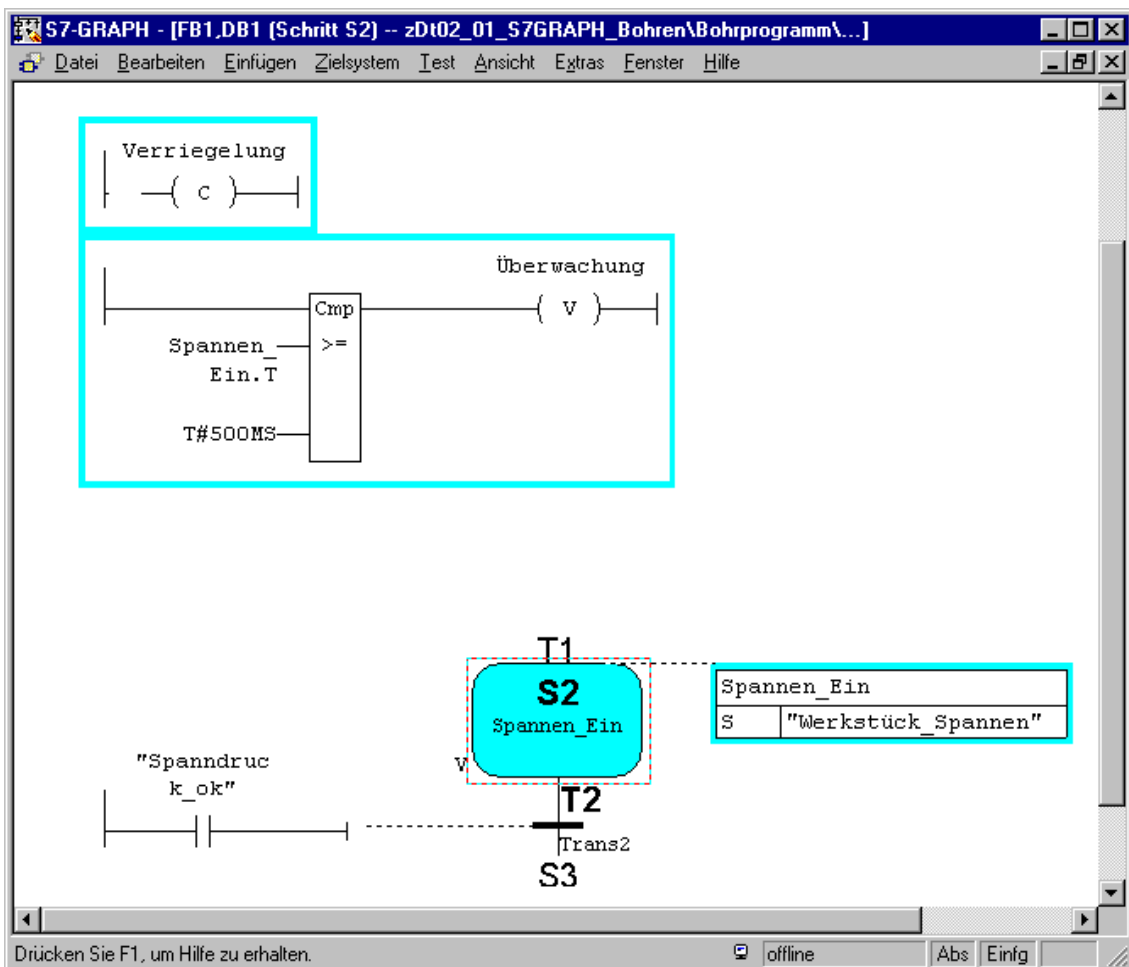 S7-GRAPH - [FB1,DB1 (Schritt S2) -- zDt02_01_S7GRAPH_Bohren\Bohrprogramm\...]
Datei Bearbeiten Einfügen Zielsystem Test Ansicht Extras Fenster Hilfe
Verriegelung
C
Überwachung
Cmp
V
Spannen_
>=
Ein.T
T#500MS
T1
S2
Spannen_Ein
Spannen_Ein
S "Werkstück_Spannen"
"Spanndruc
k_ok"
V
T2
Trans2
S3
Drücken Sie F1, um Hilfe zu erhalten.
offline
Abs
Einfg